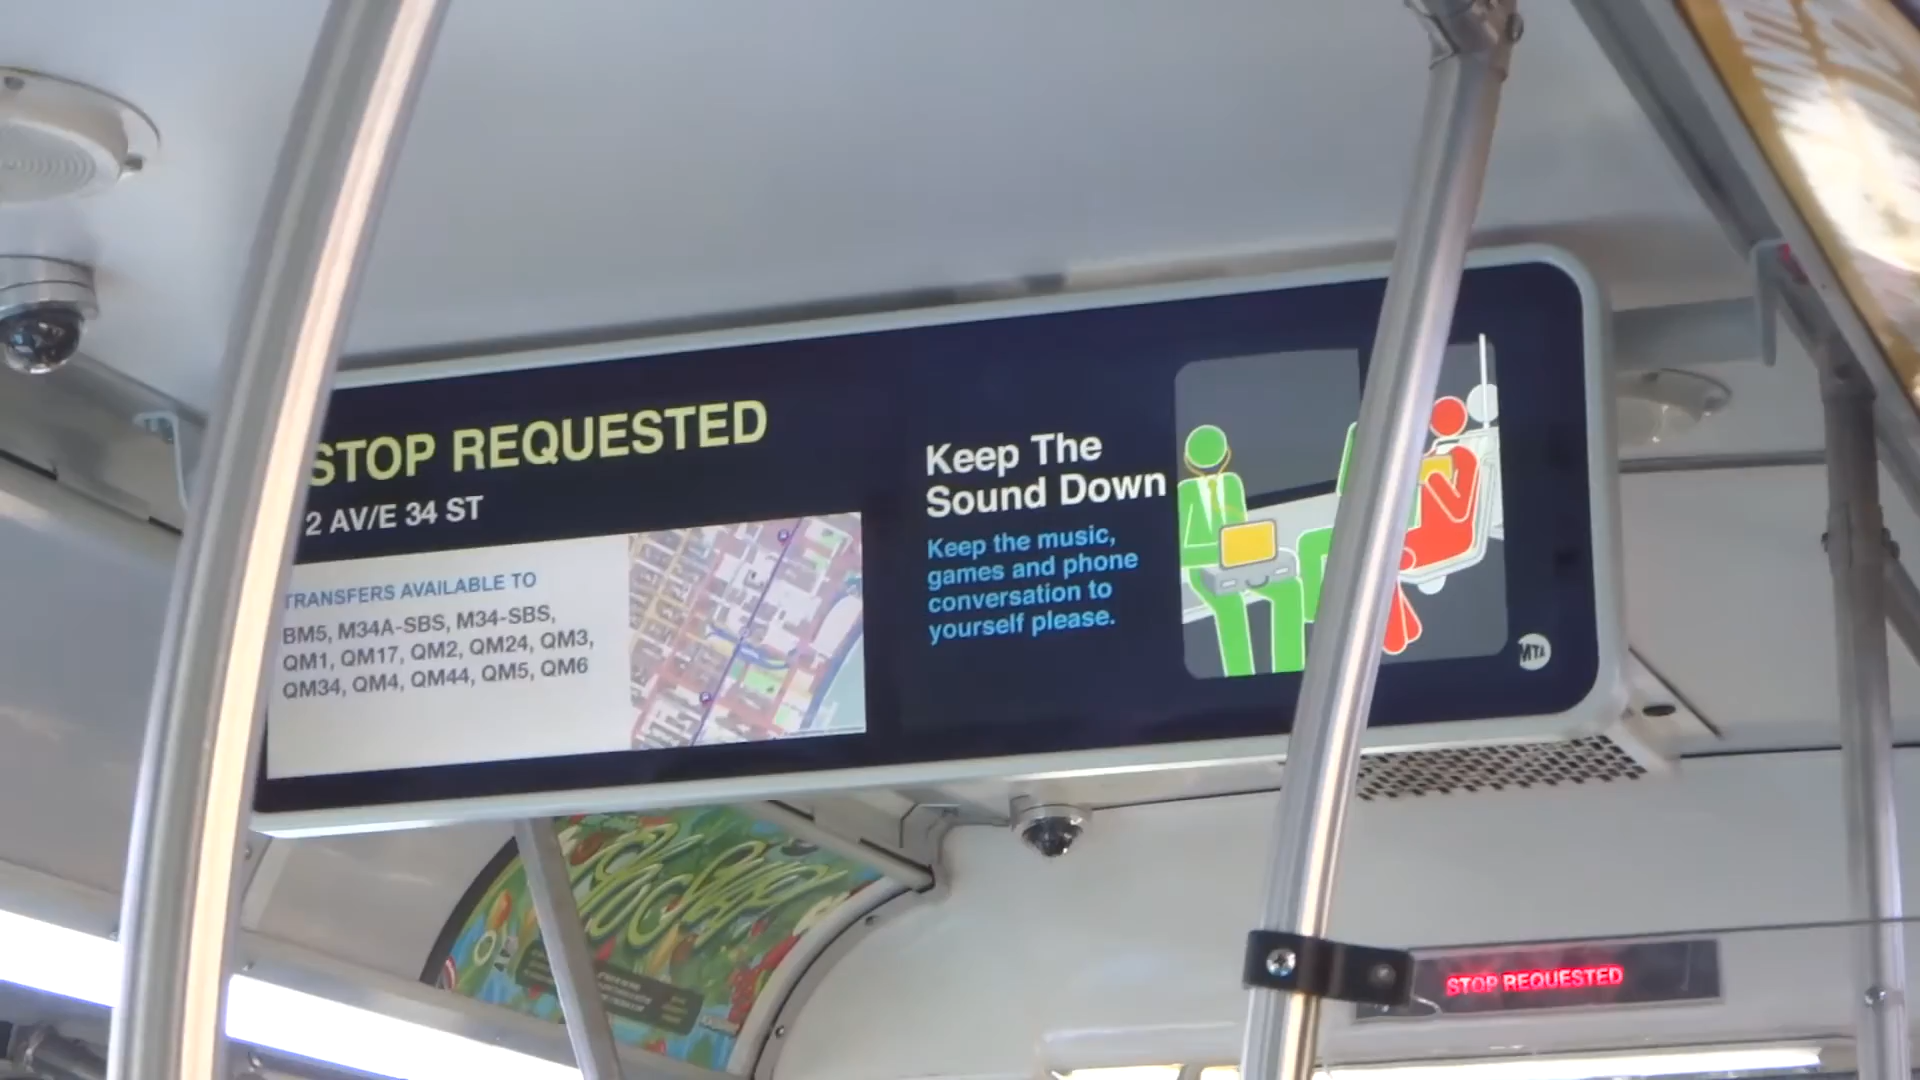 STOP REQUESTED
2 AV/E 34 ST
TRANSFERS AVAILABLE TO
BM5, M34A-SBS, M34-SBS,
QM1, QM17, QM2, QM24, QM3,
QM34, QM4, QM44, QM5, QM6
Keep The
Sound Down
Keep the music,
games and phone
conversation to
yourself please.
MTA
STOP REQUESTED